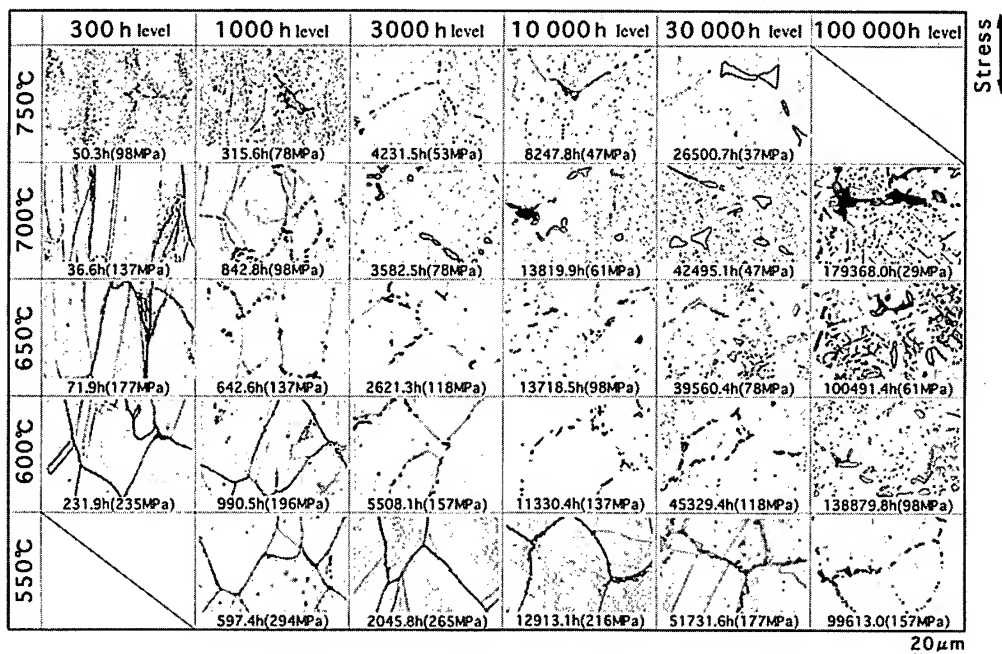 300 h level 1000 h level 3000 h level 10 000 h level 30 000 h level 100 000h level
Stress
750℃
50.3h(98MPa) 315.6h(78MPa) 4231.5h(53MPa) 8247.8h(47MPa) 26500.7h(37MPa)
700℃
36.6h(137MPa) 842.8h(98MPa) 3582.5h(78MPa) 13819.9h(61MPa) 42495.1h(47MPa) 179368.0h(29MPa)
650℃
71.9h(177MPa) 642.6h(137MPa) 2621.3h(118MPa) 13718.5h(98MPa) 39560.4h(78MPa) 100491.4h(61MPa)
600℃
231.9h(235MPa) 990.5h(196MPa) 5508.1h(157MPa) 11330.4h(137MPa) 45329.4h(118MPa) 138879.8h(98MPa)
550℃
597.4h(294MPa) 2045.8h(265MPa) 12913.1h(216MPa) 51731.6h(177MPa) 99613.0(157MPa)
20μm